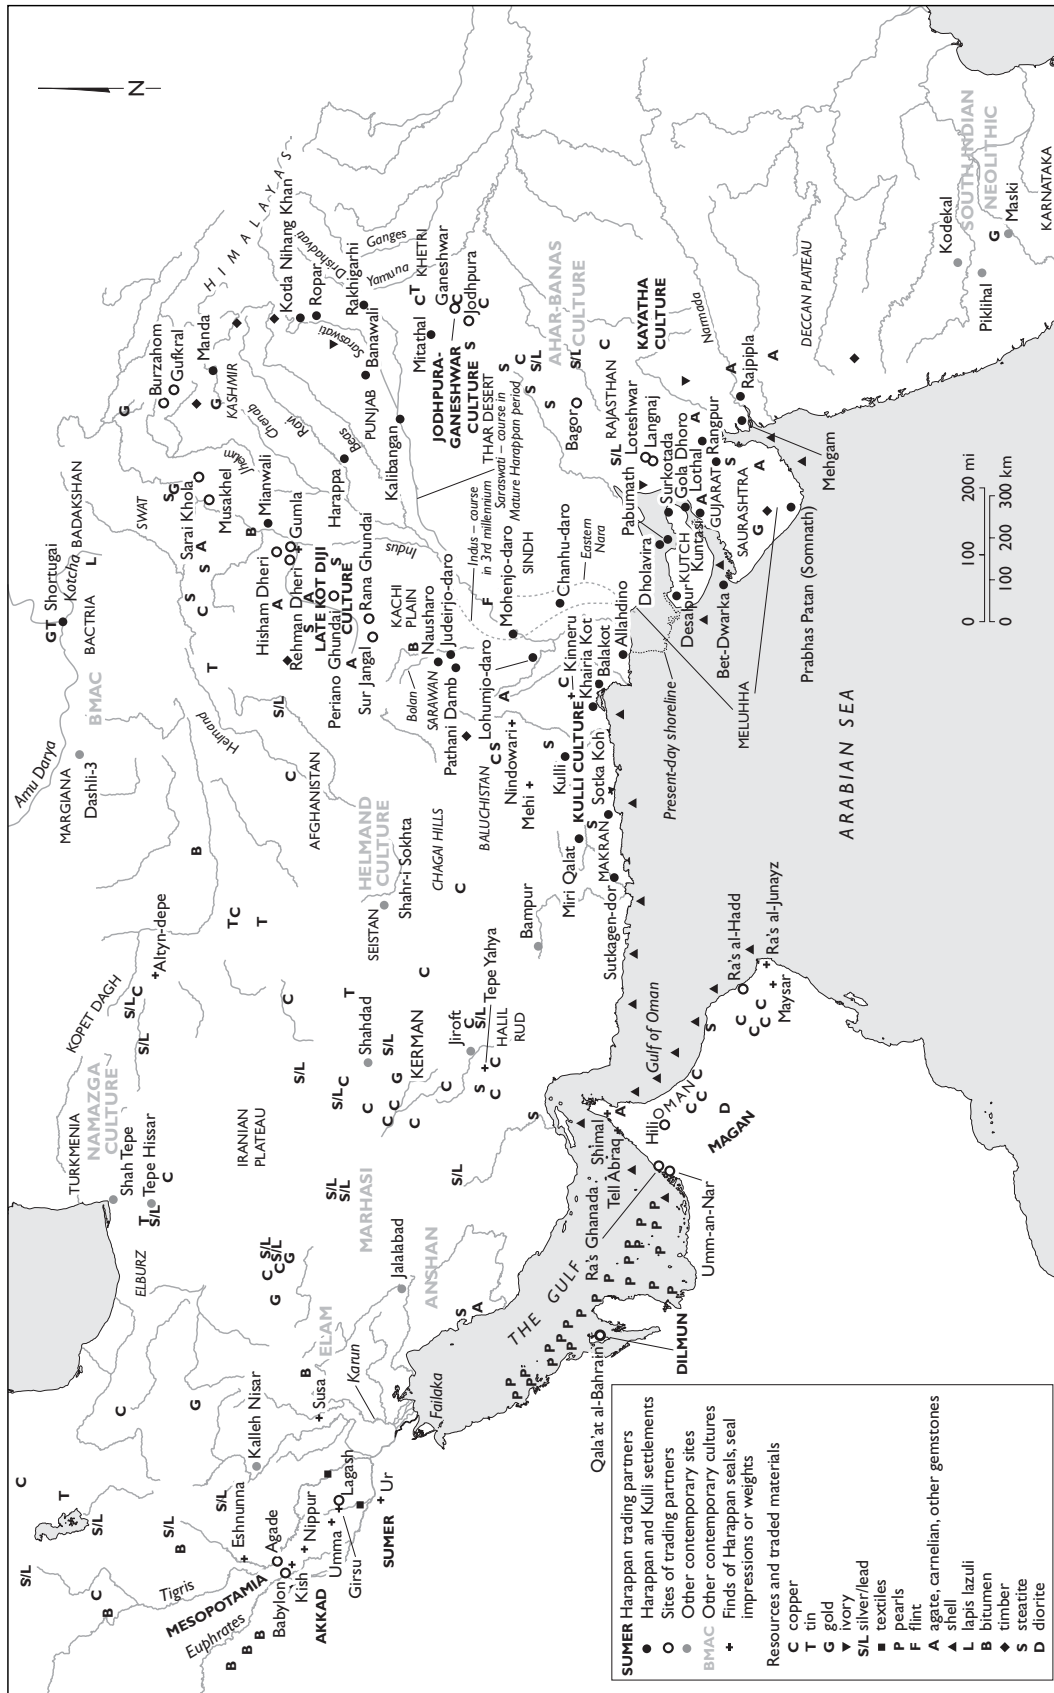 N
HIMALAYAS
Kotla Nihang Khan
Ropar
Drishadvati
Ganges
Yamuna
Rakhigarhi
Saraswati
Banawali
Mitathal
C T KHETRI
Ganeshwar
Jodhpura
JODHPURA-
GANESHWAR
CULTURE
THAR DESERT
Saraswati – course in
Mature Harappan period
AHAR-BANAS
CULTURE
KAYATHA
CULTURE
Narmada
DECCAN PLATEAU
Kodekal
SOUTH INDIAN
NEOLITHIC
Piklihal
G
Maski
KARNATAKA
Burzahom
Gufkral
Manda
G
KASHMIR
Chenab
Ravi
Beas
PUNJAB
Jhelum
Kalibangan
Harappa
Bagor
RAJASTHAN
S/L
Loteshwar
Langnaj
Pabumath
Surkotada
Gola Dhoro
Lothal
Rangpur
Rajpipla
Mehgam
Kuntasi
GUJARAT
SAURASHTRA
KUTCH
Dholavira
Desalpur
Bet-Dwarka
Prabhas Patan (Somnath)
MELUHHA
Present-day shoreline
ARABIAN SEA
0 100 200 mi
0 100 200 300 km
SWAT
Sarai Khola
Musakhel
Manwali
Gumla
Hisham Dheri
Rehman Dheri
LATE KOT DIJI
CULTURE
Periano Ghundai
Rana Ghundai
Sur Jangal
Indus
KACHI
PLAIN
Nausharo
Judeirjo-daro
Bolan
SARAWAN
Pathani Damb
Indus – course
in 3rd millennium
Mohenjo-daro
SINDH
Lohumjo-daro
Chanhu-daro
Eastern
Nara
Allahdino
Nindowari
Mehi
Kulli
KULLI CULTURE
Kinneru
Khairia Kot
Balakot
Sotka Koh
Miri Qalat
MAKRAN
Sutkagen-dor
BALUCHISTAN
CHAGAI HILLS
Bampur
GT Shortugai
Kotcha
BADAKSHAN
L
BACTRIA
BMAC
Amu Darya
MARGIANA
Dashli-3
Helmand
AFGHANISTAN
HELMAND
CULTURE
SEISTAN
Shahr-i Sokhta
KOPET DAGH
Altyn-depe
TURKMENIA
NAMAZGA
CULTURE
Shah Tepe
Tepe Hissar
IRANIAN
PLATEAU
Shahdad
KERMAN
Jiroft
Tepe Yahya
HALIL
RUD
MARHASI
ANSHAN
Jalalabad
ELBURZ
ELAM
Susa
Karun
Kalleh Nisar
Failaka
THE GULF
Gulf of Oman
Ra's al-Hadd
Ra's al-Junayz
Maysar
OMAN
MAGAN
D
Hili
Shimal
Tell Abraq
Ra's Ghanada
Umm-an-Nar
DILMUN
Qala'at al-Bahrain
Tigris
MESOPOTAMIA
Euphrates
Eshnunna
Agade
Babylon
Kish
AKKAD
Nippur
Umma
Lagash
Girsu
Ur
SUMER
SUMER Harappan trading partners
Harappan and Kulli settlements
Sites of trading partners
Other contemporary sites
BMAC Other contemporary cultures
Finds of Harappan seals, seal
impressions or weights
Resources and traded materials
C copper
T tin
G gold
ivory
S/L silver/lead
textiles
P pearls
F flint
A agate, carnelian, other gemstones
shell
L lapis lazuli
B bitumen
timber
S steatite
D diorite